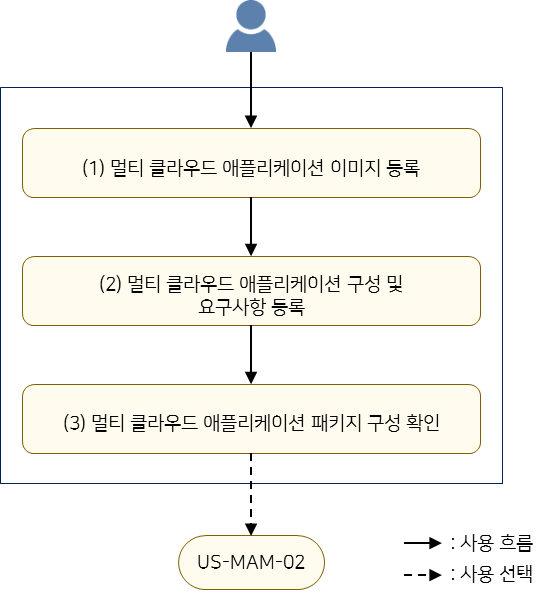 (1) 멀티 클라우드 애플리케이션 이미지 등록
(2) 멀티 클라우드 애플리케이션 구성 및
요구사항 등록
(3) 멀티 클라우드 애플리케이션 패키지 구성 확인
US-MAM-02
: 사용 흐름
: 사용 선택